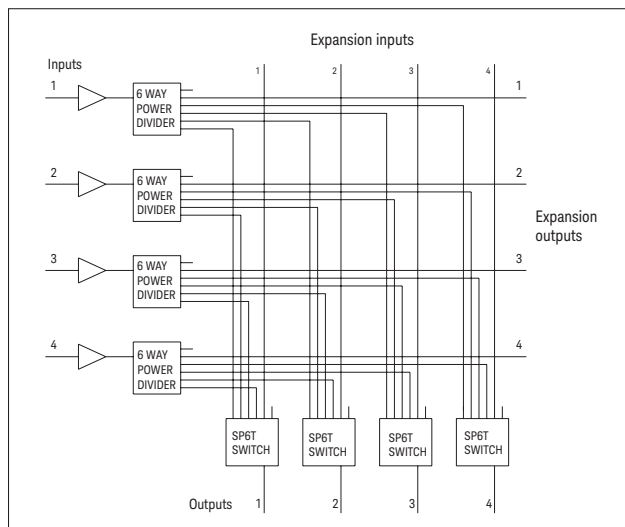 Expansion inputs
Inputs
1 2 3 4
1 6 WAY POWER DIVIDER 1
2 6 WAY POWER DIVIDER 2
Expansion outputs
3 6 WAY POWER DIVIDER 3
4 6 WAY POWER DIVIDER 4
SP6T SWITCH SP6T SWITCH SP6T SWITCH SP6T SWITCH
Outputs 1 2 3 4